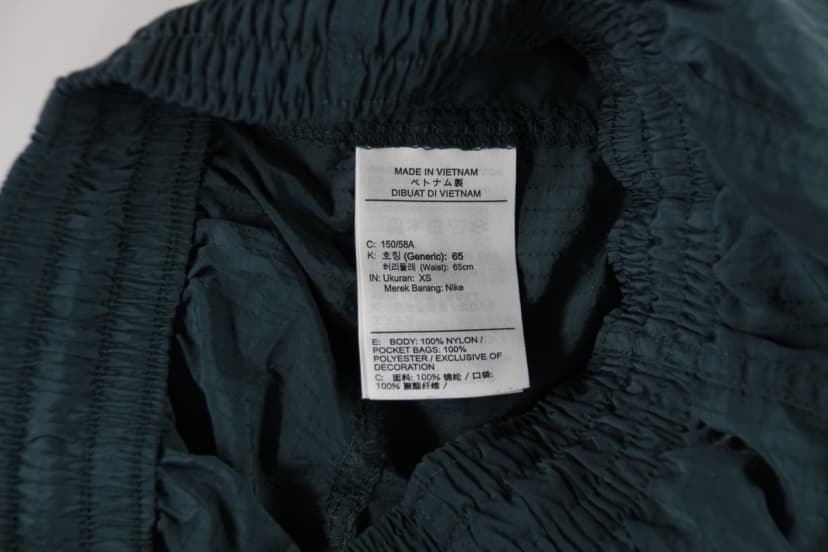 MADE IN VIETNAM
ベトナム製
DIBUAT DI VIETNAM
C: 150/58A
K: 호칭 (Generic): 65
허리둘레 (Waist): 65cm
IN: Ukuran: XS
Merek Barang: Nike
E: BODY: 100% NYLON /
POCKET BAGS: 100%
POLYESTER / EXCLUSIVE OF
DECORATION
C: 面料: 100% 锦纶 / 口袋:
100% 聚酯纤维 /